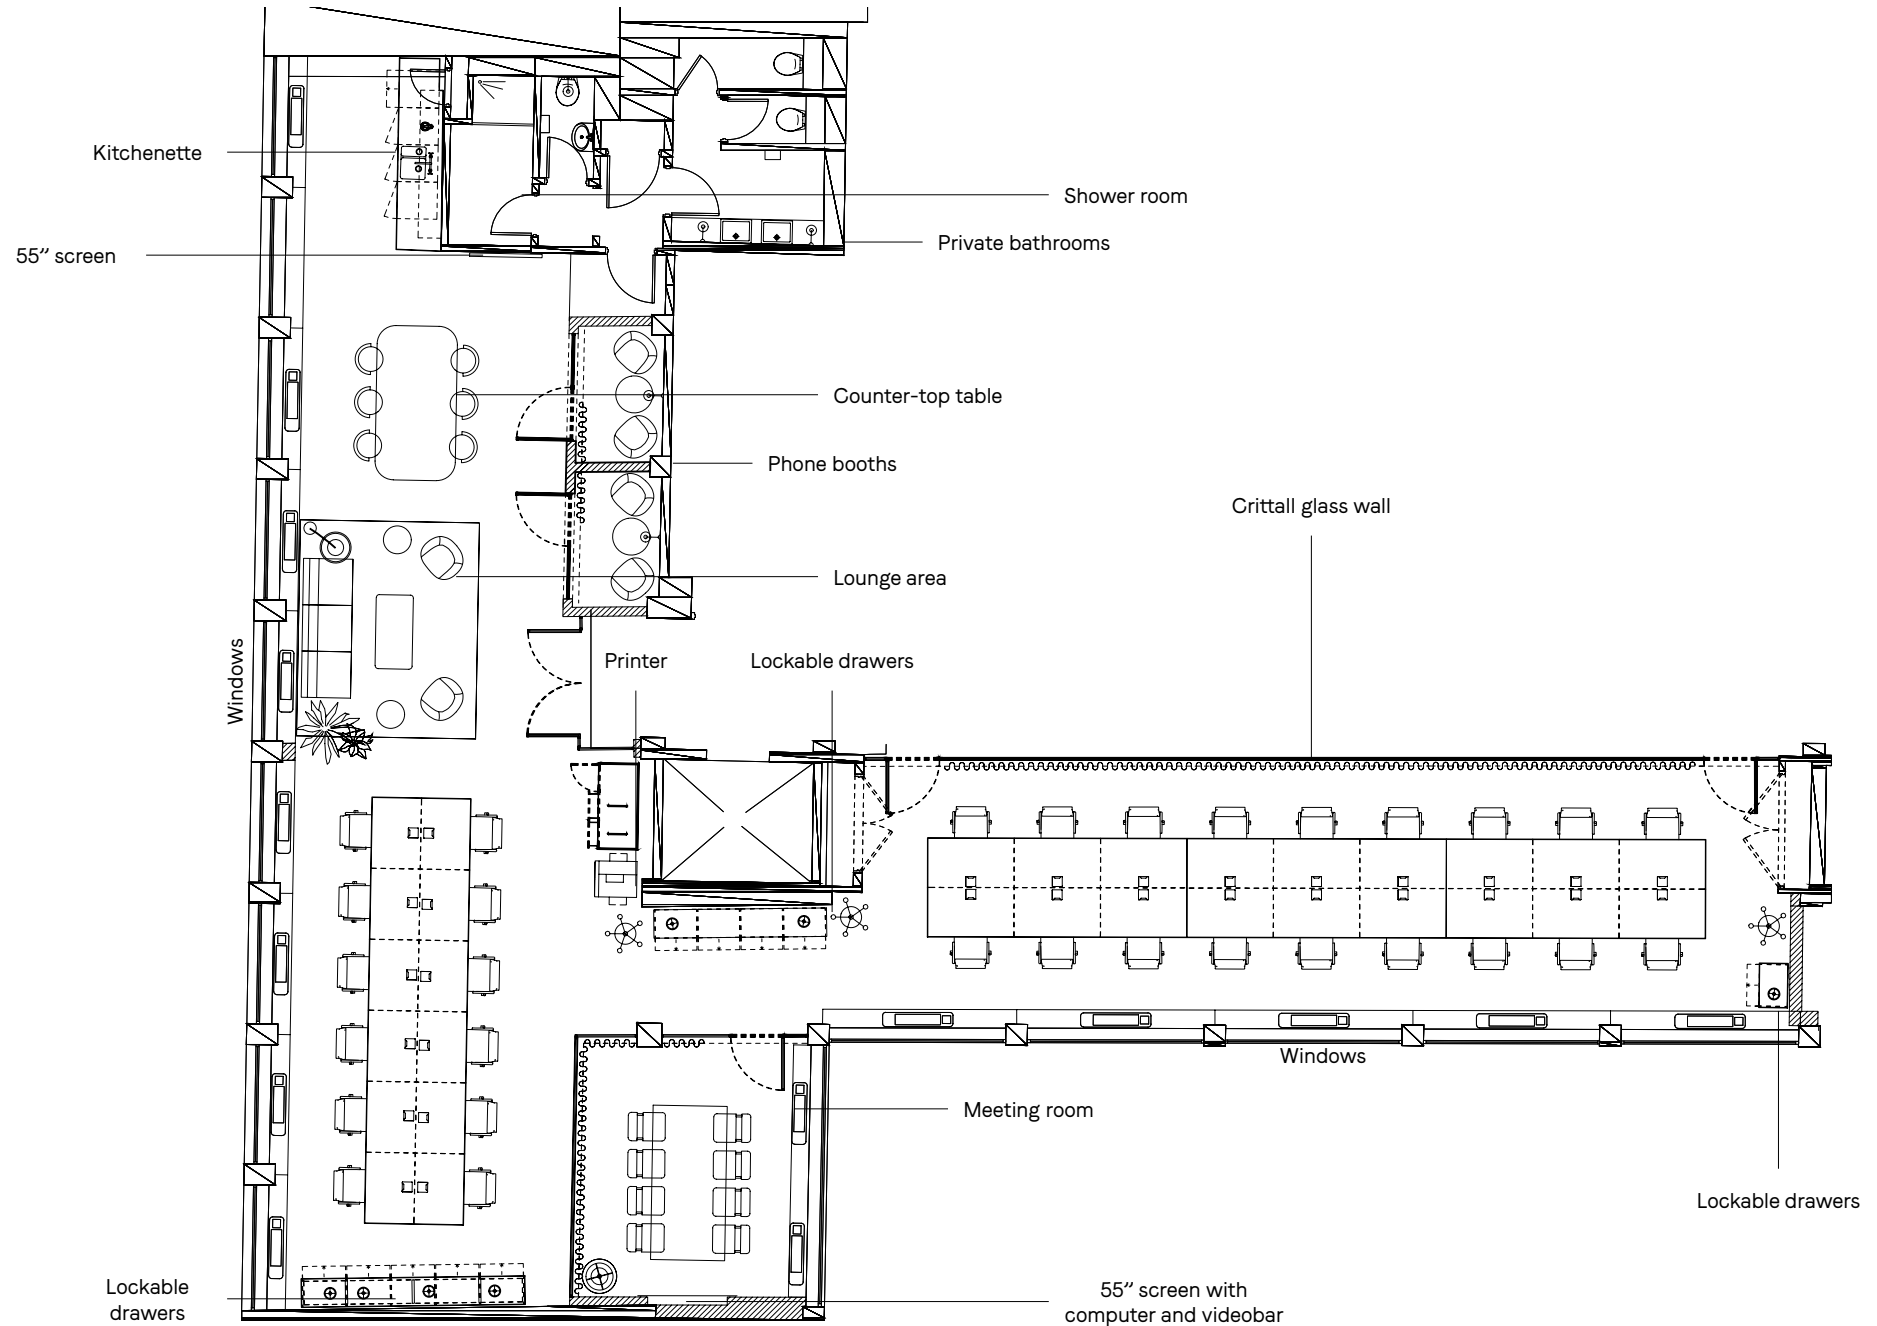 Kitchenette
Shower room
Private bathrooms
55” screen
Counter-top table
Phone booths
Crittall glass wall
Lounge area
Windows
Printer
Lockable drawers
Windows
Meeting room
Lockable drawers
Lockable
drawers
55” screen with
computer and videobar